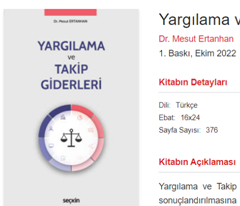 Dr. Mesut ERTANHAN
YARGILAMA
ve
TAKİP
GİDERLERİ
seçkin
Yargılama v
Dr. Mesut Ertanhan
1. Baskı, Ekim 2022
Kitabın Detayları
Dili: Türkçe
Ebat: 16x24
Sayfa Sayısı: 376
Kitabın Açıklaması
Yargılama ve Takip
sonuçlandırılmasına